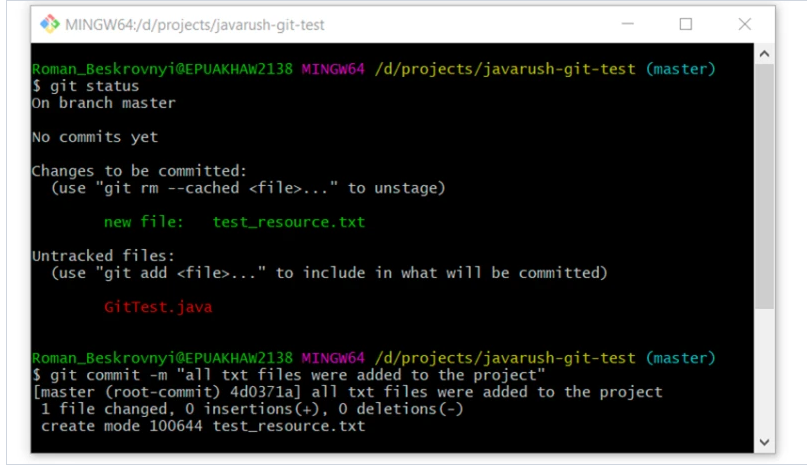 MINGW64:/d/projects/javarush-git-test
Roman_Beskrovnyi@EPUAKHAW2138 MINGW64 /d/projects/javarush-git-test (master)
$ git status
On branch master
No commits yet
Changes to be committed:
(use "git rm --cached <file>..." to unstage)
new file: test_resource.txt
Untracked files:
(use "git add <file>..." to include in what will be committed)
GitTest.java
Roman_Beskrovnyi@EPUAKHAW2138 MINGW64 /d/projects/javarush-git-test (master)
$ git commit -m "all txt files were added to the project"
[master (root-commit) 4d0371a] all txt files were added to the project
1 file changed, 0 insertions(+), 0 deletions(-)
create mode 100644 test_resource.txt